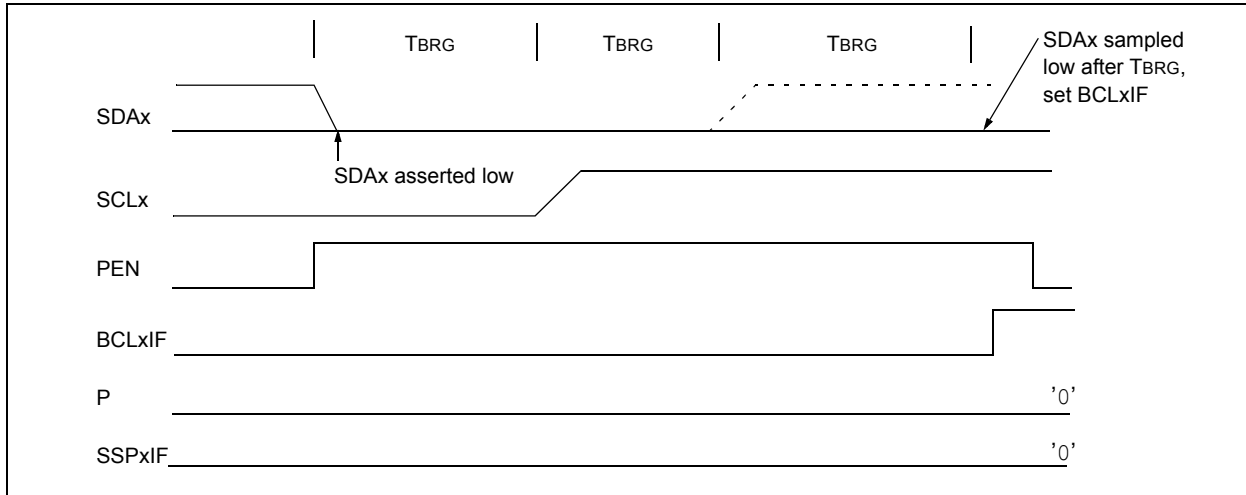 TBRG TBRG TBRG
SDAx sampled
low after TBRG,
set BCLxIF
SDAx
SDAx asserted low
SCLx
PEN
BCLxIF
P '0'
SSPxIF '0'